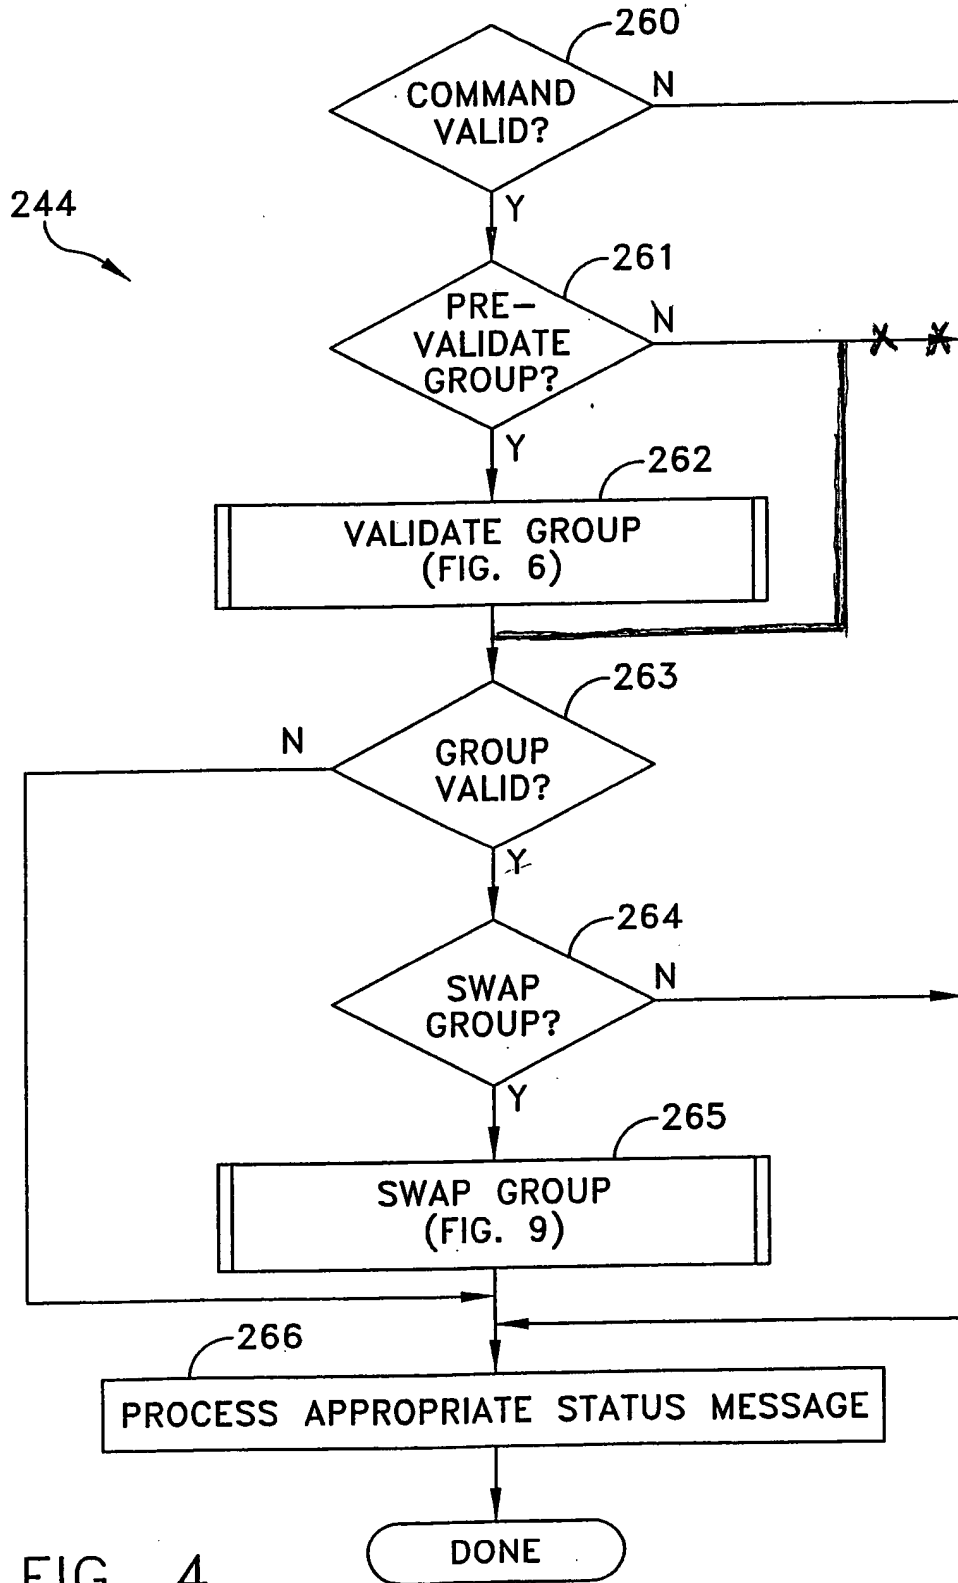 260
COMMAND
VALID?
N
244
Y
261
PRE-
VALIDATE
GROUP?
N
Y
262
VALIDATE GROUP
(FIG. 6)
263
N
GROUP
VALID?
Y
264
SWAP
GROUP?
N
Y
265
SWAP GROUP
(FIG. 9)
266
PROCESS APPROPRIATE STATUS MESSAGE
DONE
FIG. 4